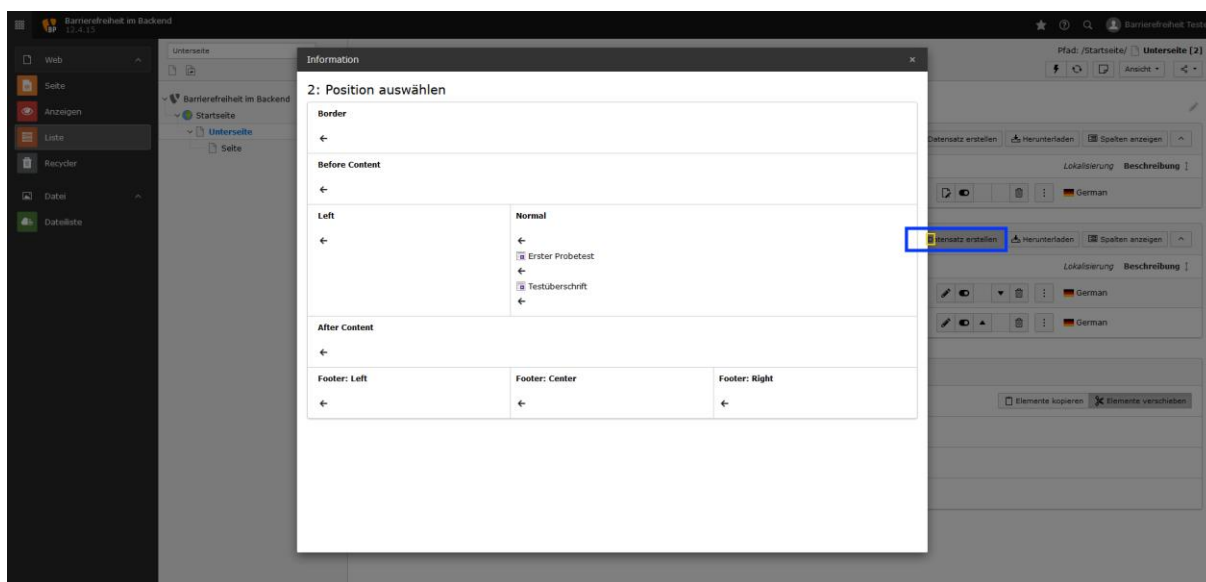 Barrierefreiheit im Backend
12.4.15
Barrierefreiheit Teste
Web
Seite
Anzeigen
Liste
Recycler
Datei
Dateiliste
Unterseite
Barrierefreiheit im Backend
Startseite
Unterseite
Seite
Pfad: /Startseite/ Unterseite [2]
Ansicht
Information
2: Position auswählen
Border
Before Content
Left Normal
Erster Probetest
Testüberschrift
After Content
Footer: Left Footer: Center Footer: Right
Datensatz erstellen Herunterladen Spalten anzeigen
Lokalisierung Beschreibung
German
tensatz erstellen Herunterladen Spalten anzeigen
Lokalisierung Beschreibung
German
German
Elemente kopieren Elemente verschieben